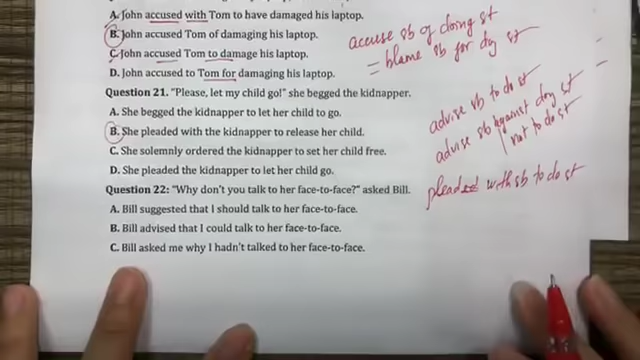 A. John accused with Tom to have damaged his laptop.
B. John accused Tom of damaging his laptop.
C. John accused Tom to damage his laptop.
D. John accused to Tom for damaging his laptop.
Question 21. "Please, let my child go!" she begged the kidnapper.
A. She begged the kidnapper to let her child to go.
B. She pleaded with the kidnapper to release her child.
C. She solemnly ordered the kidnapper to set her child free.
D. She pleaded the kidnapper to let her child go.
Question 22: "Why don't you talk to her face-to-face?" asked Bill.
A. Bill suggested that I should talk to her face-to-face.
B. Bill advised that I could talk to her face-to-face.
C. Bill asked me why I hadn't talked to her face-to-face.
accuse sb of doing st
= blame sb for doy st
advise sb to do st
advise sb against doy st
not to do st
pleaded with sb to do st